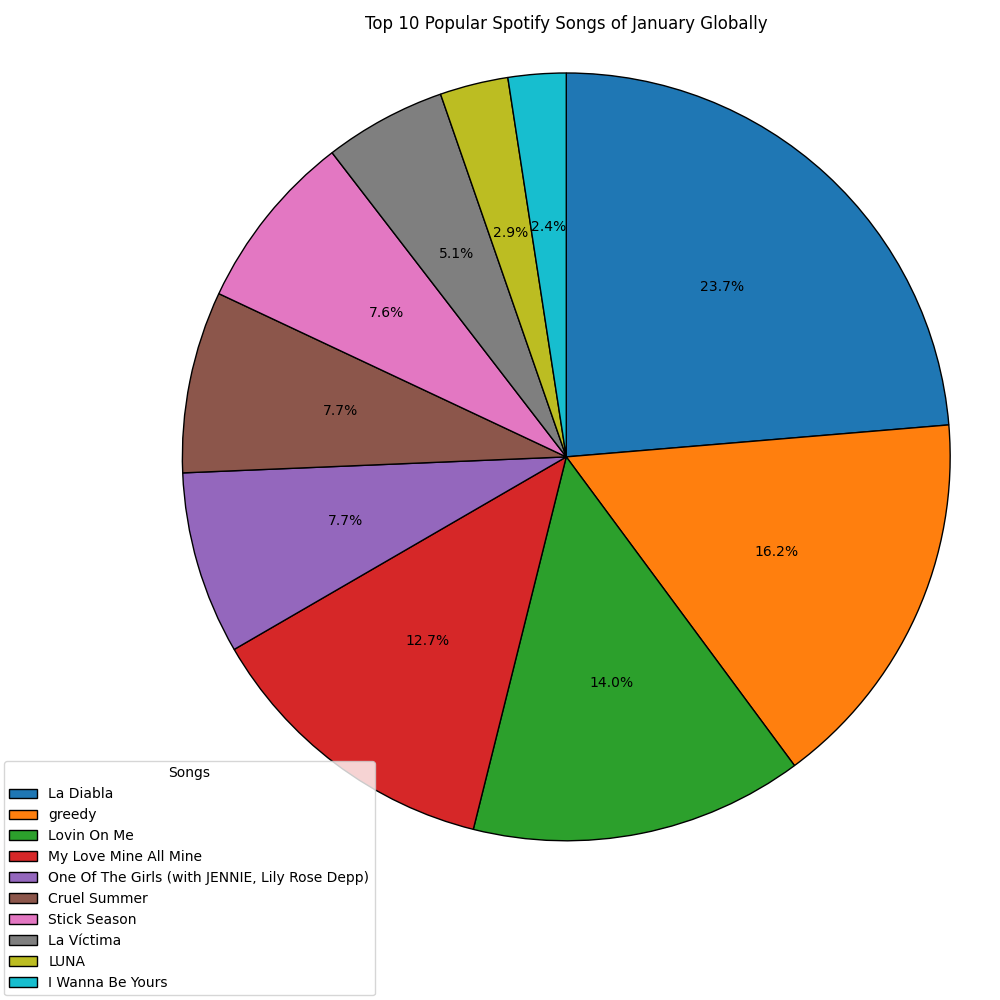 Top 10 Popular Spotify Songs of January Globally
2.4%
2.9%
5.1%
23.7%
7.6%
7.7%
7.7%
16.2%
12.7%
14.0%
Songs
La Diabla
greedy
Lovin On Me
My Love Mine All Mine
One Of The Girls (with JENNIE, Lily Rose Depp)
Cruel Summer
Stick Season
La Víctima
LUNA
I Wanna Be Yours